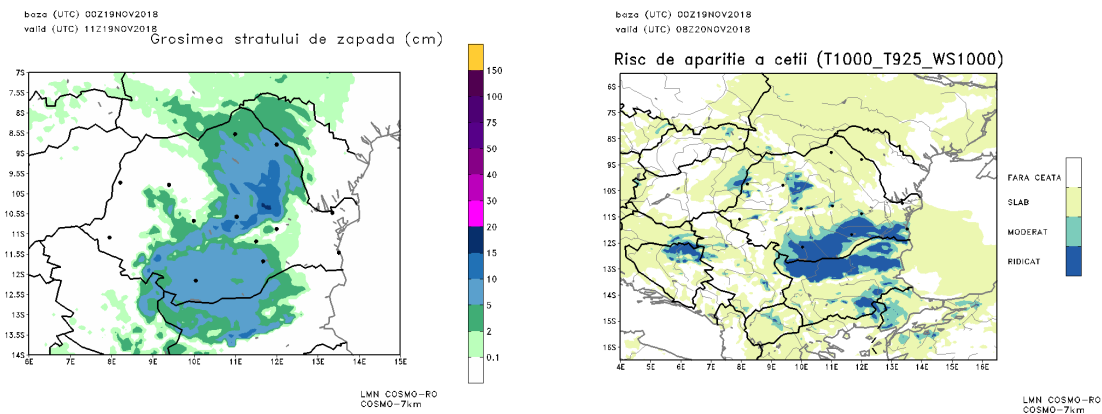 baza (UTC) 00Z19NOV2018
valid (UTC) 11Z19NOV2018
Grosimea stratului de zapada (cm)
7S
7.5S
8S
8.5S
9S
9.5S
10S
10.5S
11S
11.5S
12S
12.5S
13S
13.5S
14S
6E 7E 8E 9E 10E 11E 12E 13E 14E 15E
150
100
75
50
40
30
20
15
10
5
2
0.1
LMN COSMO-RO
COSMO-7km
baza (UTC) 00Z19NOV2018
valid (UTC) 08Z20NOV2018
Risc de aparitie a cetii (T1000_T925_WS1000)
6S
7S
8S
9S
10S
11S
12S
13S
14S
15S
16S
4E 5E 6E 7E 8E 9E 10E 11E 12E 13E 14E 15E 16E
FARA CEATA
SLAB
MODERAT
RIDICAT
LMN COSMO-RO
COSMO-7km